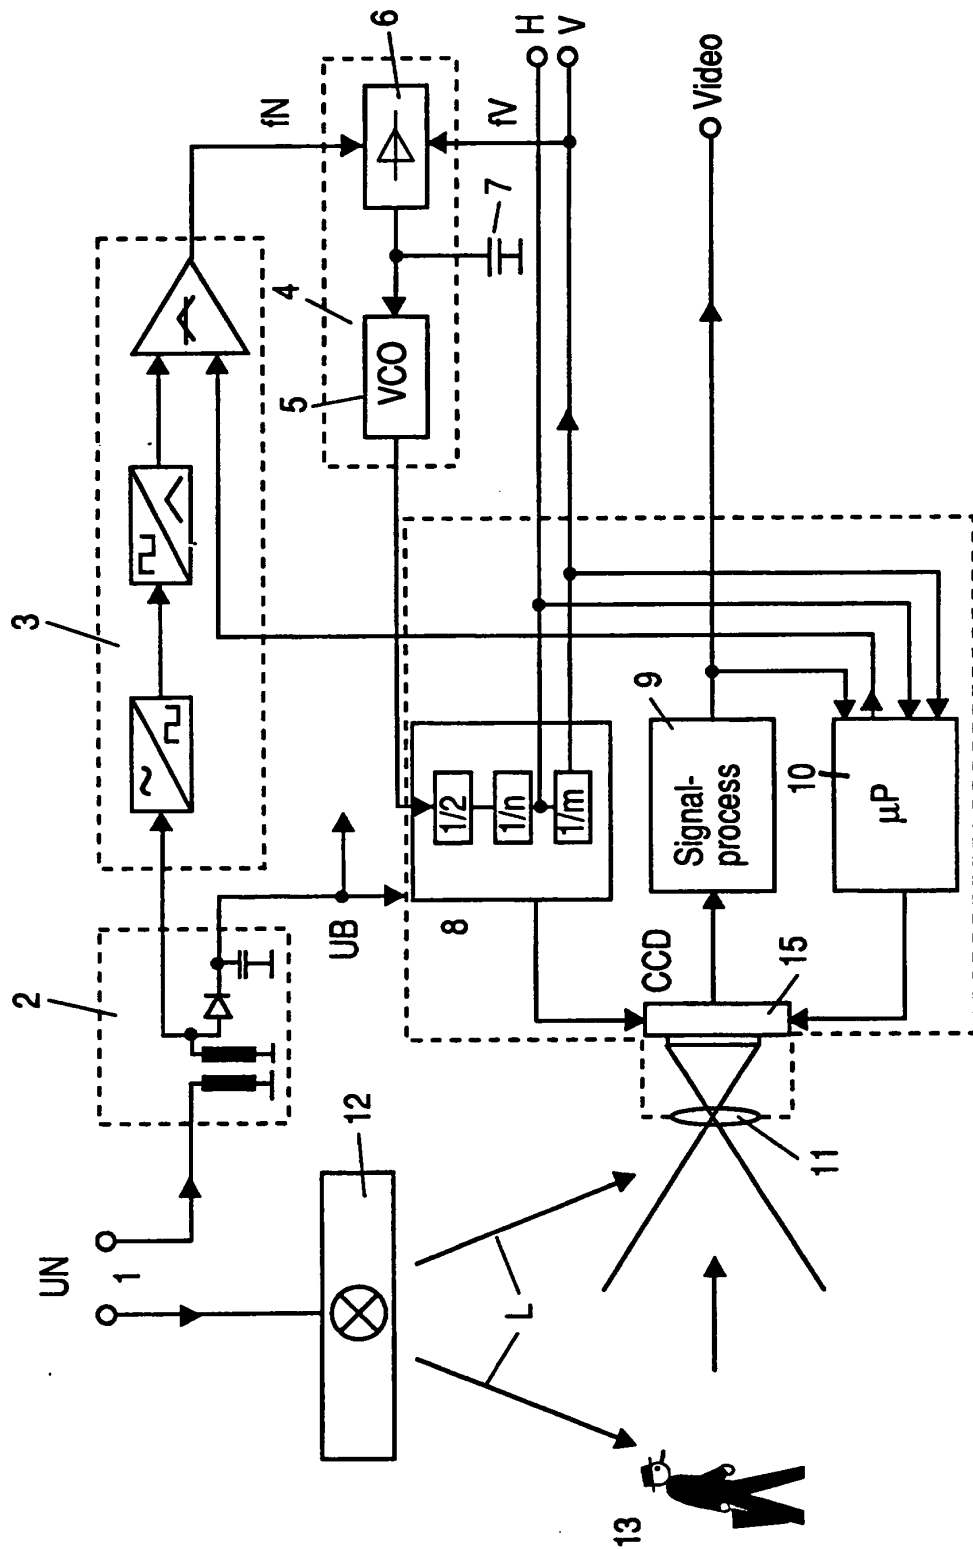 UN
1
2
3
fN
6
4
5
VCO
7
fV
H
V
UB
8
1/2
1/n
1/m
12
L
13
11
CCD
15
9
Signal-
process
Video
10
µP